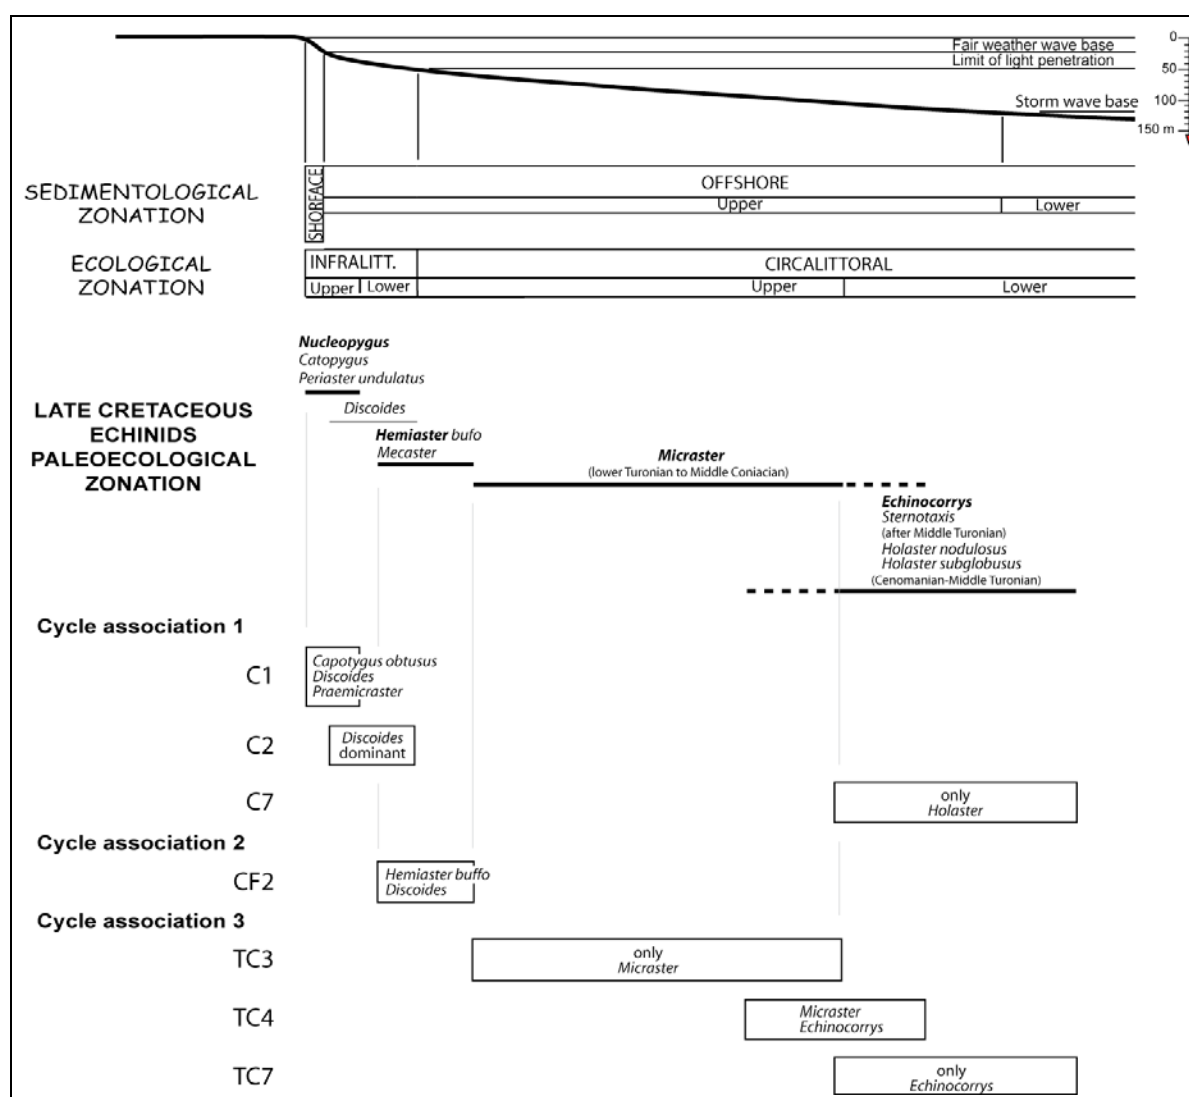 Fair weather wave base
Limit of light penetration
Storm wave base
0
50
100
150 m
SEDIMENTOLOGICAL
ZONATION
SHORFACE
OFFSHORE
Upper
Lower
ECOLOGICAL
ZONATION
INFRALITT.
CIRCALITTORAL
Upper
Lower
Upper
Lower
Nucleopygus
Catopygus
Periaster undulatus
LATE CRETACEOUS
ECHINIDS
PALEOECOLOGICAL
ZONATION
Discoides
Hemiaster bufo
Mecaster
Micraster
(lower Turonian to Middle Coniacian)
Echinocorrys
Sternotaxis
(after Middle Turonian)
Holaster nodulosus
Holaster subglobusus
(Cenomanian-Middle Turonian)
Cycle association 1
C1
Capotygus obtusus
Discoides
Praemicraster
C2
Discoides
dominant
C7
only
Holaster
Cycle association 2
CF2
Hemiaster buffo
Discoides
Cycle association 3
TC3
only
Micraster
TC4
Micraster
Echinocorrys
TC7
only
Echinocorrys